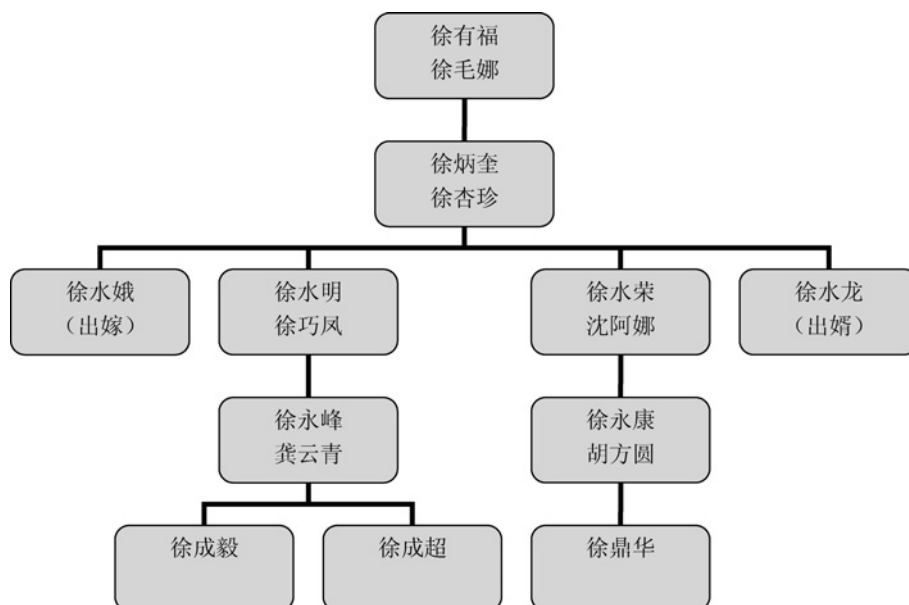 徐有福
徐毛娜
徐炳奎
徐杏珍
徐水娥
（出嫁）
徐水明
徐巧凤
徐水荣
沈阿娜
徐水龙
（出婿）
徐永峰
龚云青
徐永康
胡方圆
徐成毅
徐成超
徐鼎华